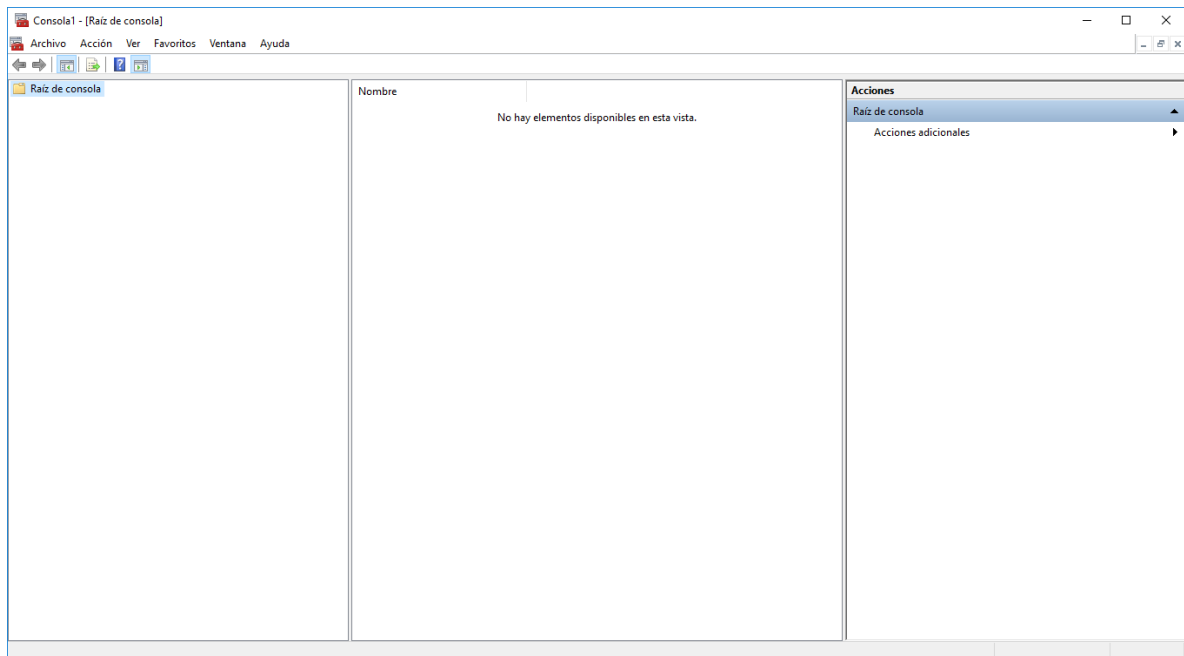 Consola1 - [Raíz de consola]
Archivo Acción Ver Favoritos Ventana Ayuda
Raíz de consola
Nombre
No hay elementos disponibles en esta vista.
Acciones
Raíz de consola
Acciones adicionales